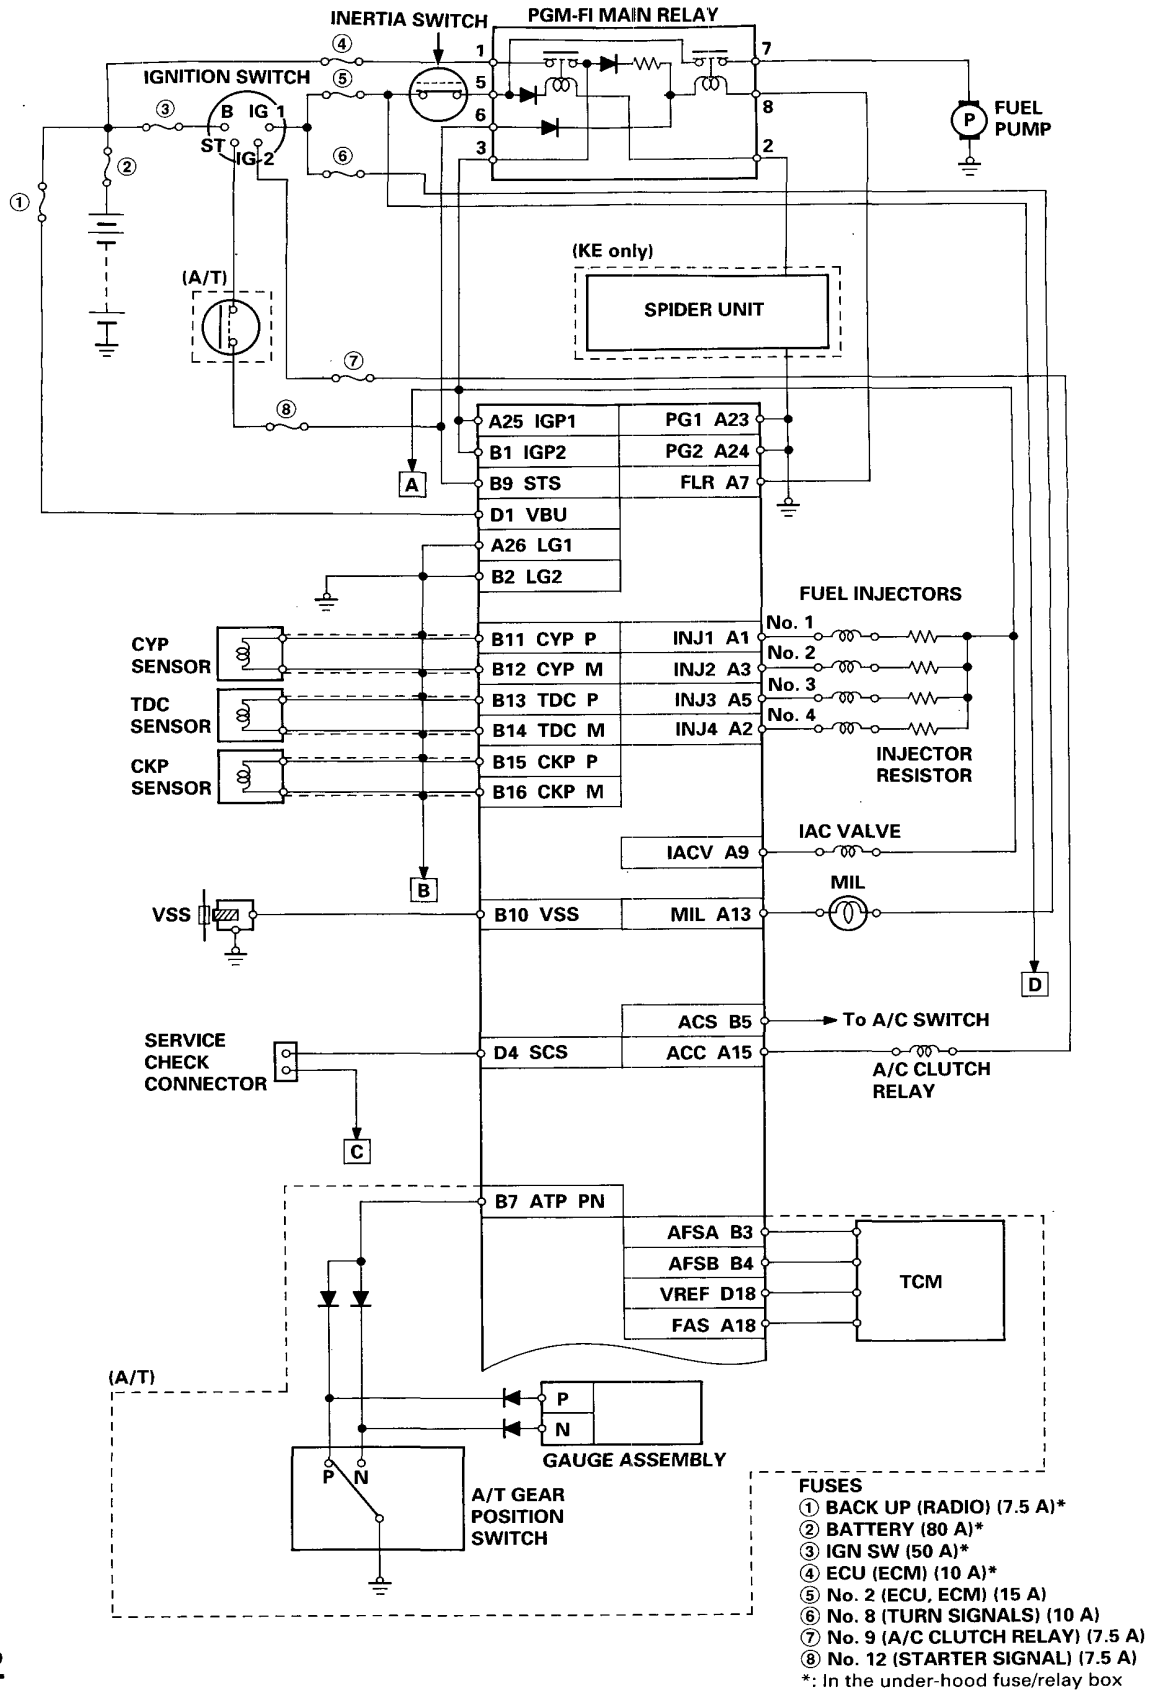 INERTIA SWITCH
PGM-FI MAIN RELAY
④
1
7
IGNITION SWITCH
⑤
5
③
B IG 1
8
FUEL
PUMP
P
6
ST
IG 2
②
⑥
3
2
①
(KE only)
(A/T)
SPIDER UNIT
⑦
⑧
A25 IGP1
PG1 A23
B1 IGP2
PG2 A24
A
B9 STS
FLR A7
D1 VBU
A26 LG1
B2 LG2
FUEL INJECTORS
CYP
SENSOR
B11 CYP P
INJ1 A1
No. 1
B12 CYP M
INJ2 A3
No. 2
TDC
SENSOR
B13 TDC P
INJ3 A5
No. 3
B14 TDC M
INJ4 A2
No. 4
CKP
SENSOR
B15 CKP P
INJECTOR
RESISTOR
B16 CKP M
IAC VALVE
IACV A9
B
MIL
VSS
B10 VSS
MIL A13
D
ACS B5
To A/C SWITCH
SERVICE
CHECK
CONNECTOR
D4 SCS
ACC A15
A/C CLUTCH
RELAY
C
B7 ATP PN
AFSA B3
AFSB B4
TCM
VREF D18
FAS A18
(A/T)
P
N
GAUGE ASSEMBLY
P N
A/T GEAR
POSITION
SWITCH
FUSES
① BACK UP (RADIO) (7.5 A)*
② BATTERY (80 A)*
③ IGN SW (50 A)*
④ ECU (ECM) (10 A)*
⑤ No. 2 (ECU, ECM) (15 A)
⑥ No. 8 (TURN SIGNALS) (10 A)
⑦ No. 9 (A/C CLUTCH RELAY) (7.5 A)
⑧ No. 12 (STARTER SIGNAL) (7.5 A)
*: In the under-hood fuse/relay box